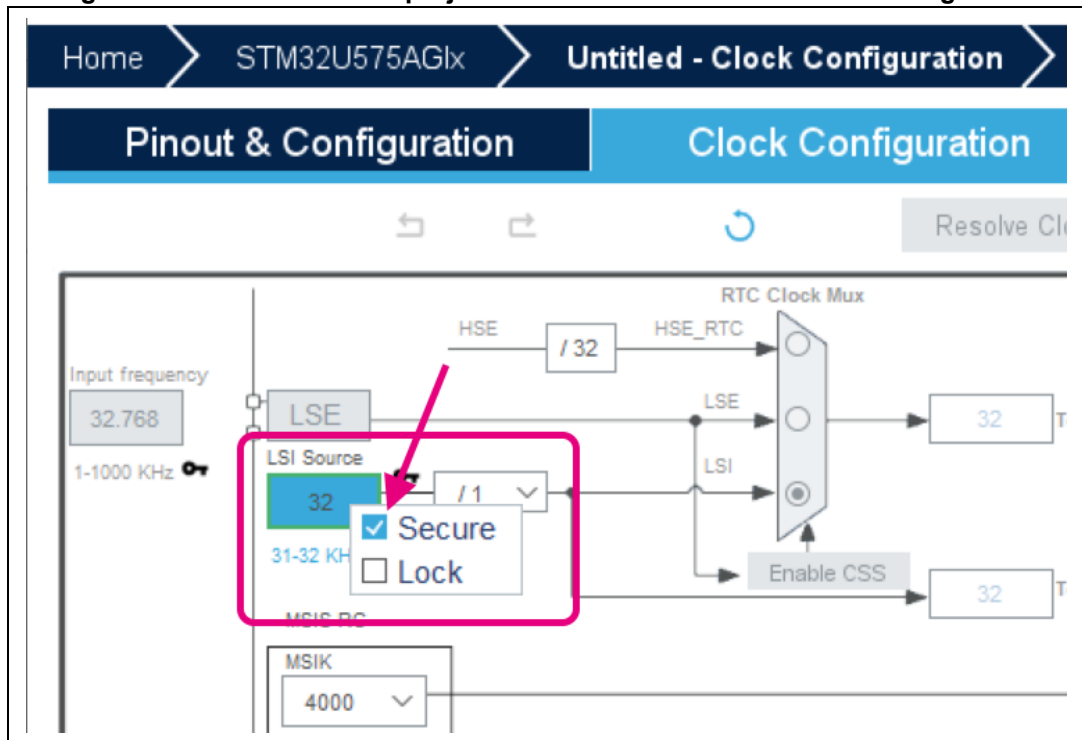 Home
STM32U575AGIx
Untitled - Clock Configuration
Pinout & Configuration
Clock Configuration
Resolve
RTC Clock Mux
HSE
/ 32
HSE_RTC
Input frequency
32.768
1-1000 KHz
LSE
LSE
32
LSI Source
32
/ 1
LSI
31-32
Secure
Lock
Enable CSS
32
MSIS RC
MSIK
4000